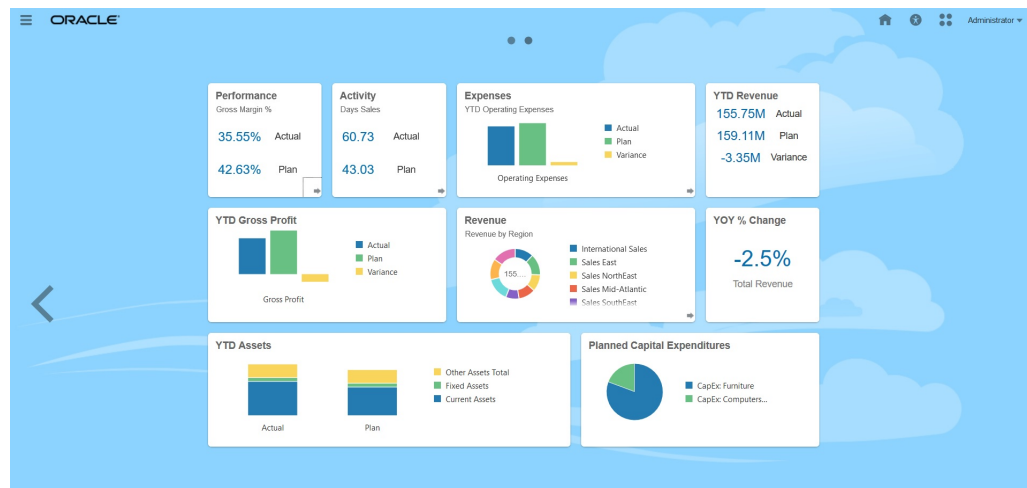 ORACLE
Administrator
Performance
Gross Margin %
35.55% Actual
42.63% Plan
Activity
Days Sales
60.73 Actual
43.03 Plan
Expenses
YTD Operating Expenses
Actual
Plan
Variance
Operating Expenses
YTD Revenue
155.75M Actual
159.11M Plan
-3.35M Variance
YTD Gross Profit
Actual
Plan
Variance
Gross Profit
Revenue
Revenue by Region
155....
International Sales
Sales East
Sales NorthEast
Sales Mid-Atlantic
Sales SouthEast
YOY % Change
-2.5%
Total Revenue
YTD Assets
Other Assets Total
Fixed Assets
Current Assets
Actual Plan
Planned Capital Expenditures
CapEx: Furniture
CapEx: Computers...